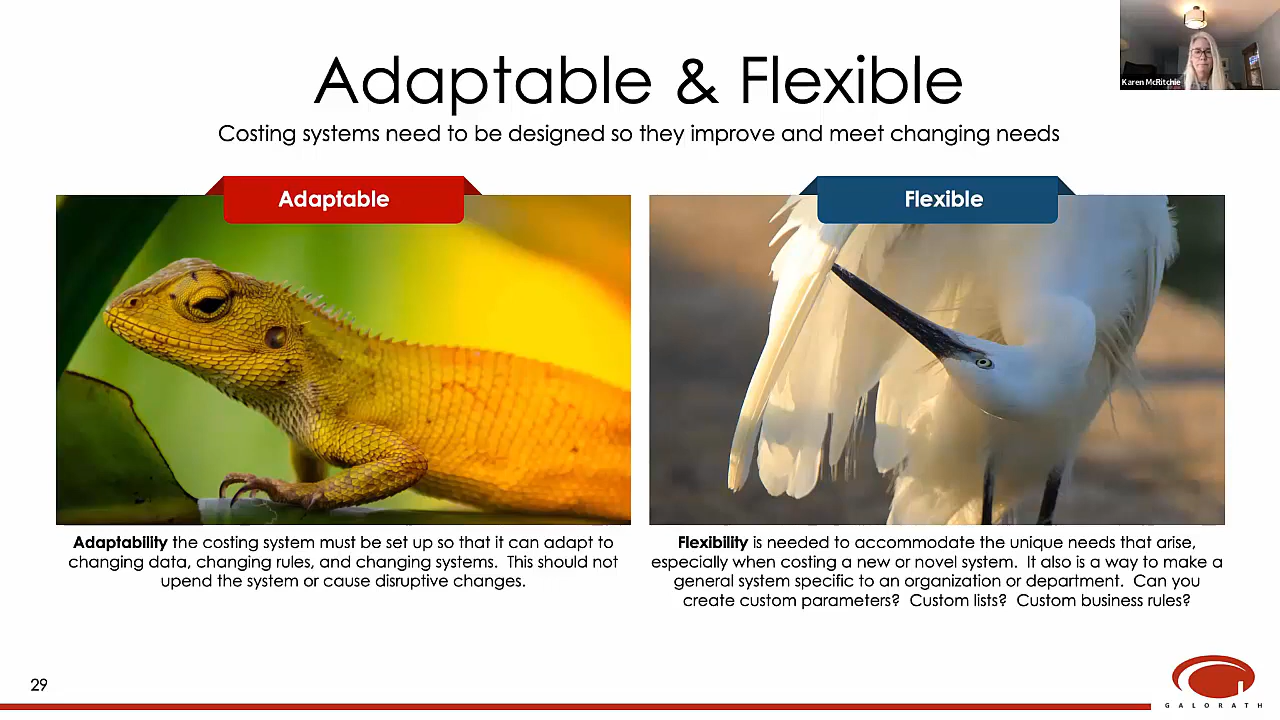 Karen McRitchie
Adaptable & Flexible
Costing systems need to be designed so they improve and meet changing needs
Adaptable
Flexible
Adaptability the costing system must be set up so that it can adapt to
changing data, changing rules, and changing systems. This should not
upend the system or cause disruptive changes.
Flexibility is needed to accommodate the unique needs that arise,
especially when costing a new or novel system. It also is a way to make a
general system specific to an organization or department. Can you
create custom parameters? Custom lists? Custom business rules?
29
GALORATH